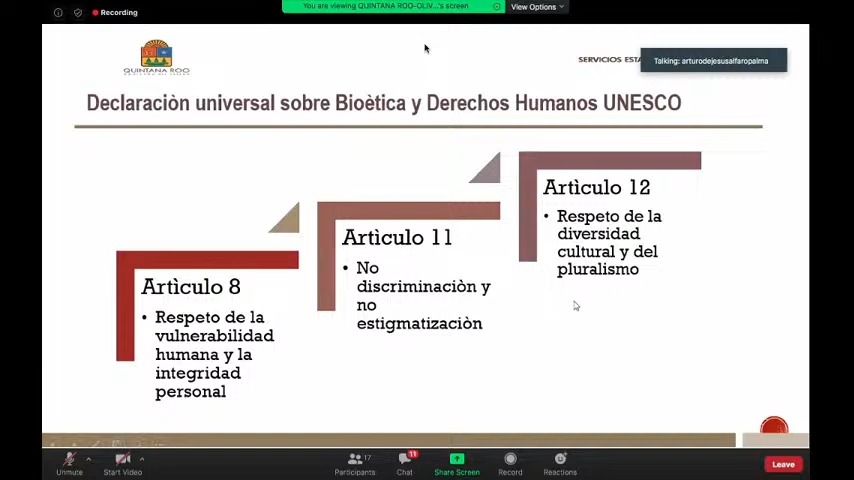 Recording
You are viewing QUINTANA ROO-OLIV...'s screen
View Options
QUINTANA ROO
SERVICIOS ESTA
Talking: arturodejesusalfaropalma
Declaraciòn universal sobre Bioètica y Derechos Humanos UNESCO
Artìculo 8
• Respeto de la
vulnerabilidad
humana y la
integridad
personal
Artìculo 11
• No
discriminaciòn y
no
estigmatizaciòn
Artìculo 12
• Respeto de la
diversidad
cultural y del
pluralismo
Unmute
Start Video
Participants
17
Chat
11
Share Screen
Record
Reactions
Leave